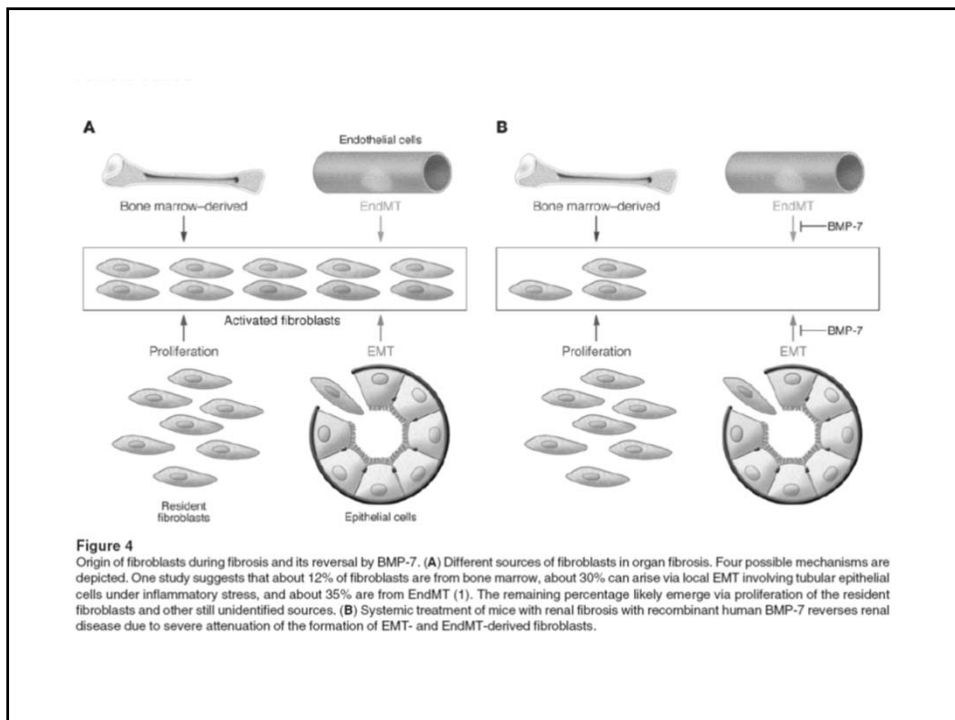 A
B
Endothelial cells
Bone marrow–derived
EndMT
Bone marrow–derived
EndMT
BMP-7
Activated fibroblasts
BMP-7
Proliferation
EMT
Proliferation
EMT
Resident
fibroblasts
Epithelial cells
Figure 4
Origin of fibroblasts during fibrosis and its reversal by BMP-7. (A) Different sources of fibroblasts in organ fibrosis. Four possible mechanisms are
depicted. One study suggests that about 12% of fibroblasts are from bone marrow, about 30% can arise via local EMT involving tubular epithelial
cells under inflammatory stress, and about 35% are from EndMT (1). The remaining percentage likely emerge via proliferation of the resident
fibroblasts and other still unidentified sources. (B) Systemic treatment of mice with renal fibrosis with recombinant human BMP-7 reverses renal
disease due to severe attenuation of the formation of EMT- and EndMT-derived fibroblasts.